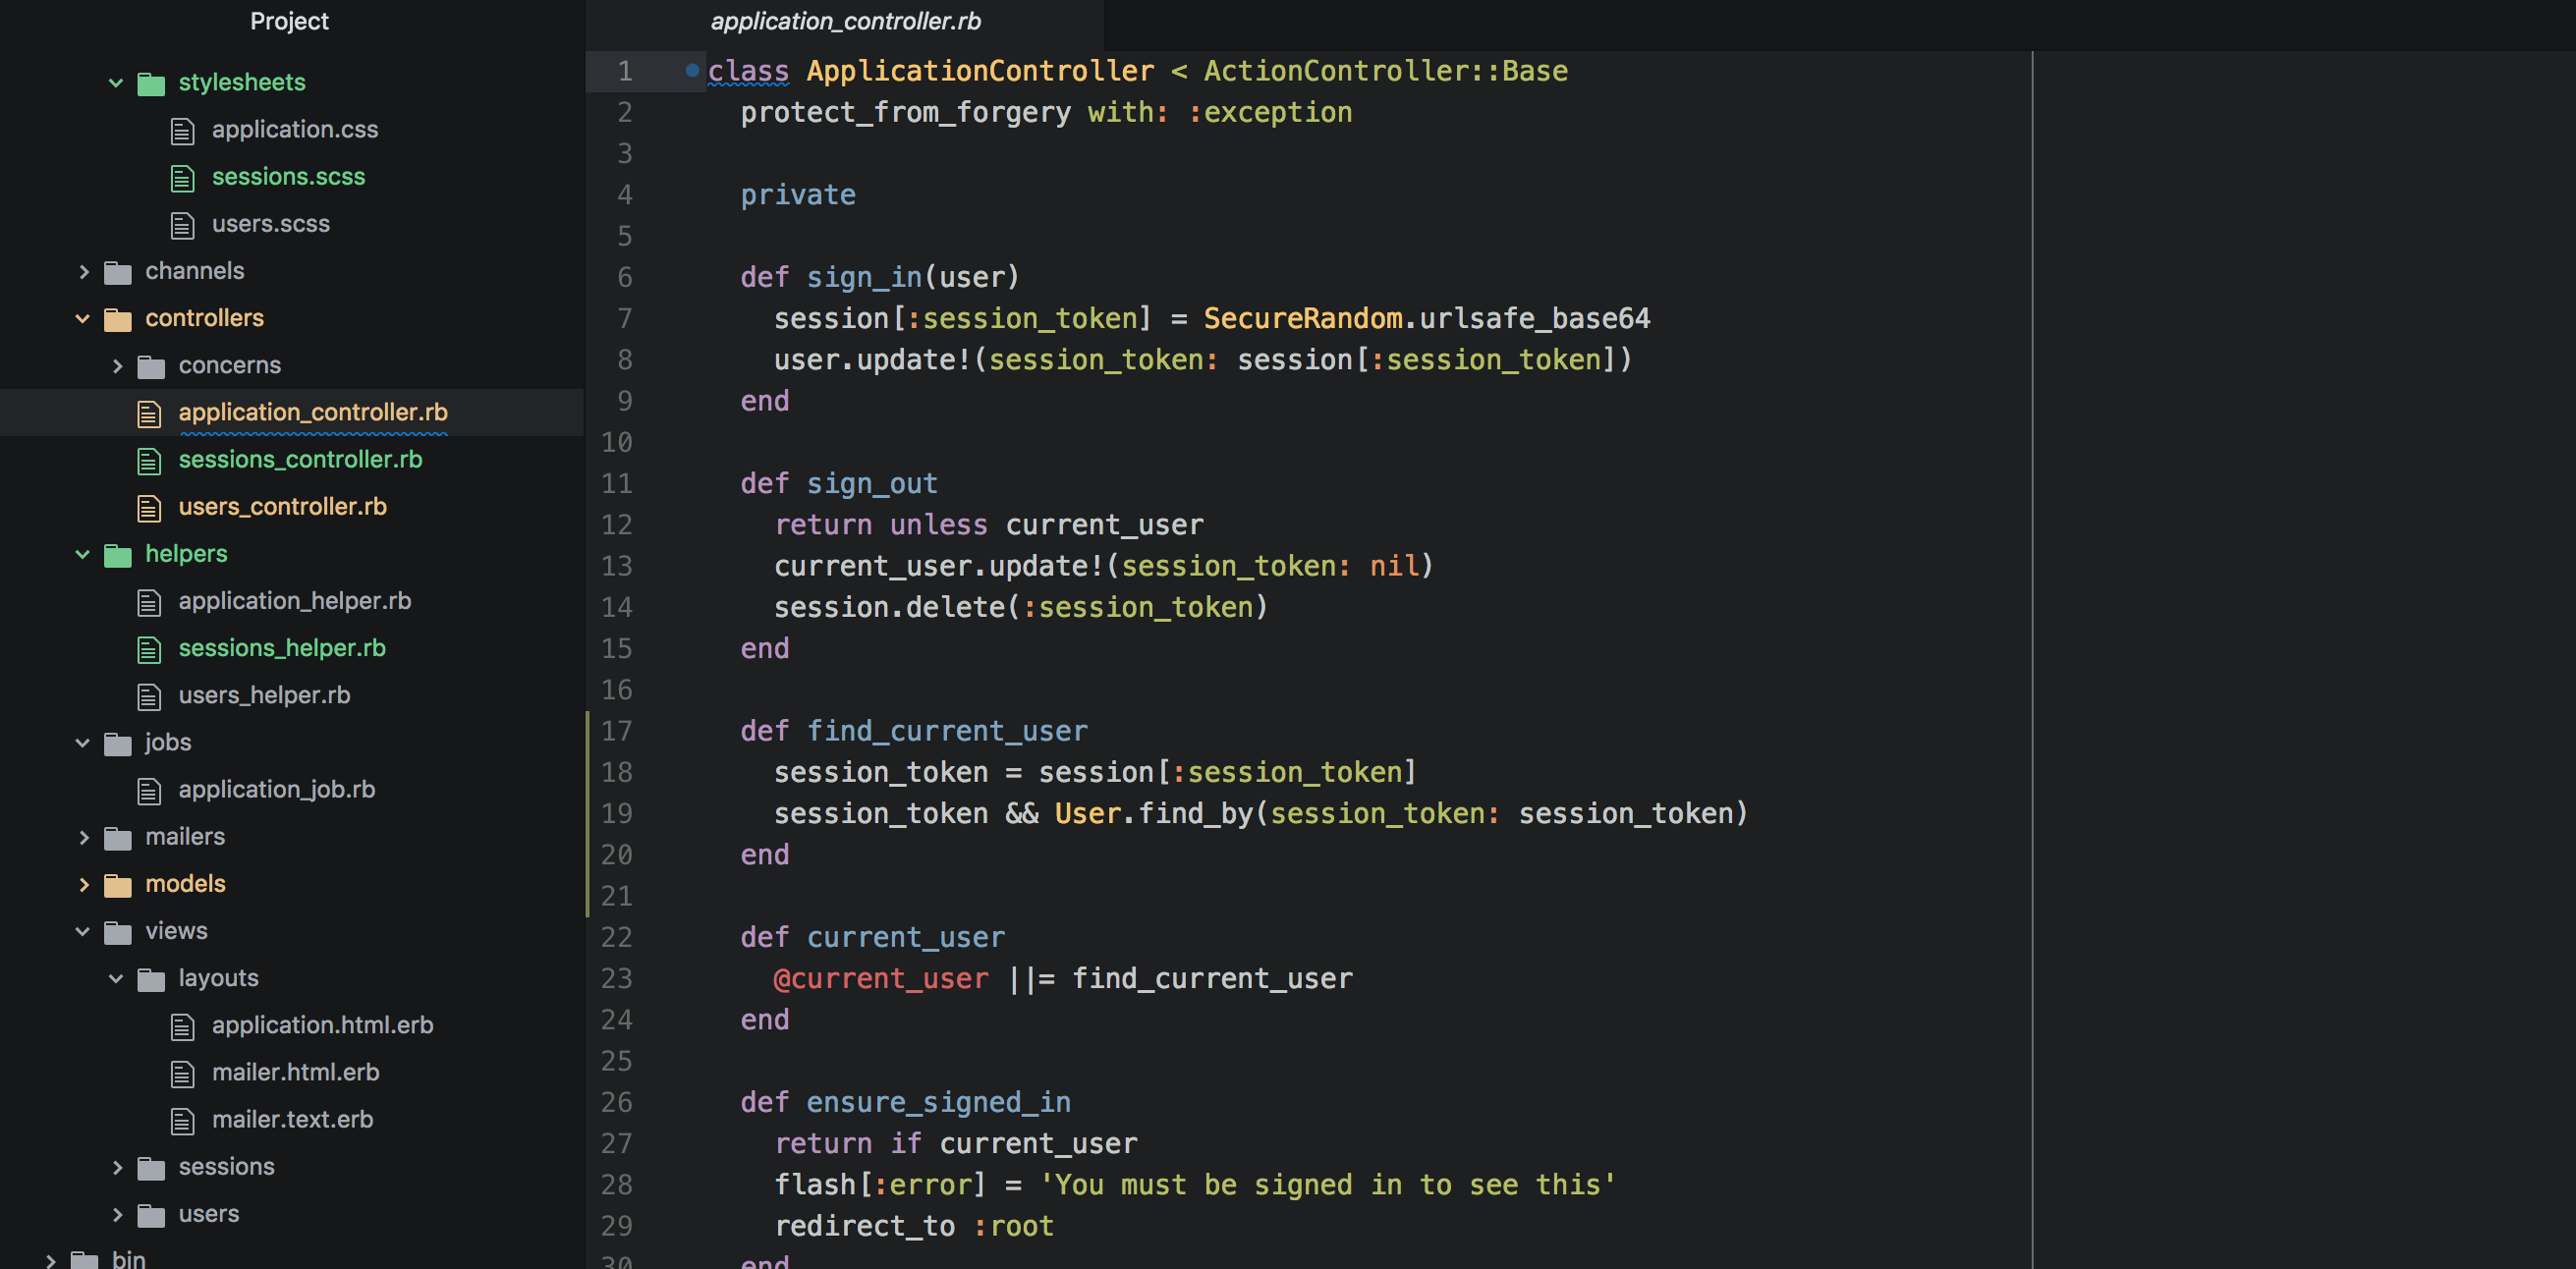 Project
stylesheets
application.css
sessions.scss
users.scss
channels
controllers
concerns
application_controller.rb
sessions_controller.rb
users_controller.rb
helpers
application_helper.rb
sessions_helper.rb
users_helper.rb
jobs
application_job.rb
mailers
models
views
layouts
application.html.erb
mailer.html.erb
mailer.text.erb
sessions
users
bin
application_controller.rb
1 class ApplicationController < ActionController::Base
2   protect_from_forgery with: :exception
3
4   private
5
6   def sign_in(user)
7     session[:session_token] = SecureRandom.urlsafe_base64
8     user.update!(session_token: session[:session_token])
9   end
10
11   def sign_out
12     return unless current_user
13     current_user.update!(session_token: nil)
14     session.delete(:session_token)
15   end
16
17   def find_current_user
18     session_token = session[:session_token]
19     session_token && User.find_by(session_token: session_token)
20   end
21
22   def current_user
23     @current_user ||= find_current_user
24   end
25
26   def ensure_signed_in
27     return if current_user
28     flash[:error] = 'You must be signed in to see this'
29     redirect_to :root
30   end